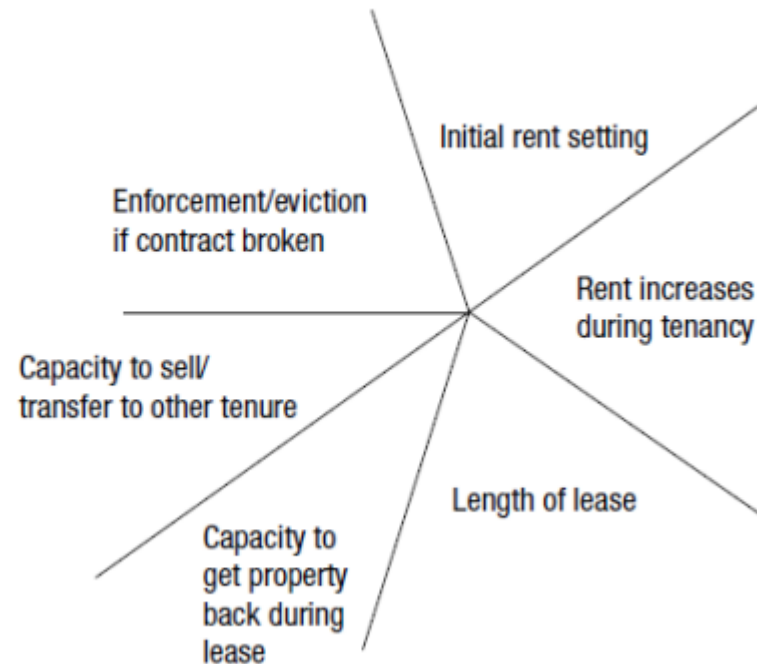 Initial rent setting
Enforcement/eviction
if contract broken
Rent increases
during tenancy
Capacity to sell/
transfer to other tenure
Length of lease
Capacity to
get property
back during
lease